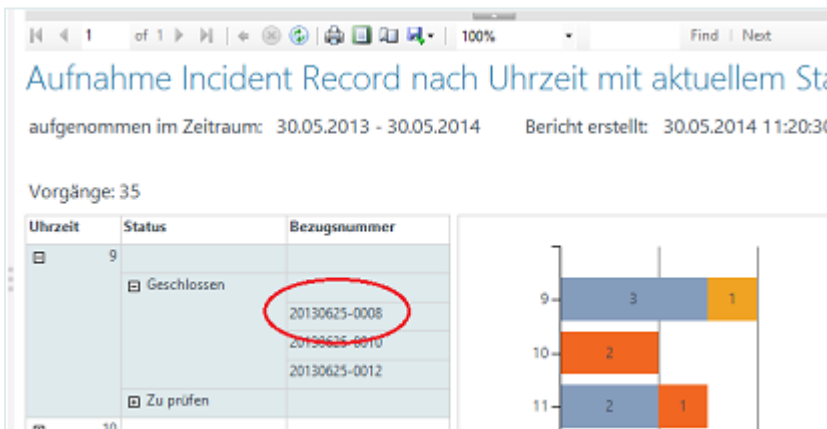 1 of 1 100% Find | Next
Aufnahme Incident Record nach Uhrzeit mit aktuellem Sta
aufgenommen im Zeitraum: 30.05.2013 - 30.05.2014 Bericht erstellt: 30.05.2014 11:20:30
Vorgänge: 35
Uhrzeit Status Bezugsnummer
9
Geschlossen
20130625-0008
20130625-0010
20130625-0012
Zu prüfen
10
9 3 1
10 2
11 2 1